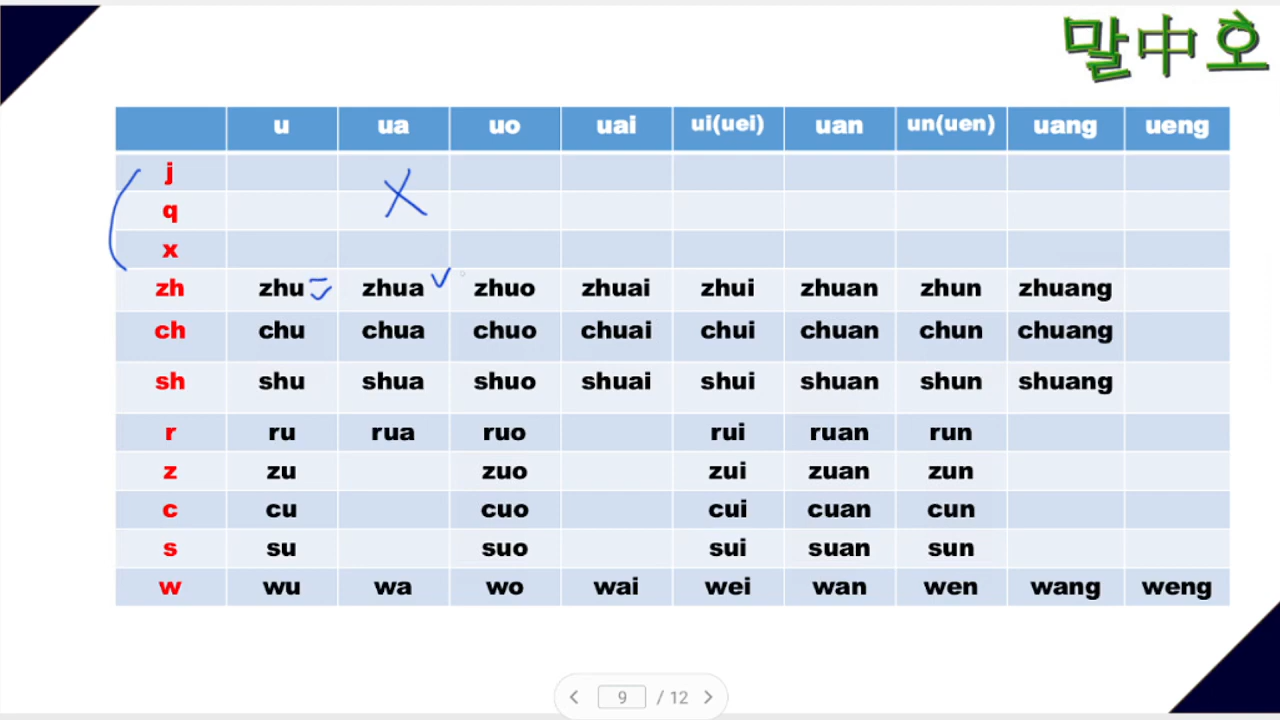 말中호
u ua uo uai ui(uei) uan un(uen) uang ueng
j
q
x
zh zhu zhua zhuo zhuai zhui zhuan zhun zhuang
ch chu chua chuo chuai chui chuan chun chuang
sh shu shua shuo shuai shui shuan shun shuang
r ru rua ruo rui ruan run
z zu zuo zui zuan zun
c cu cuo cui cuan cun
s su suo sui suan sun
w wu wa wo wai wei wan wen wang weng
9 / 12